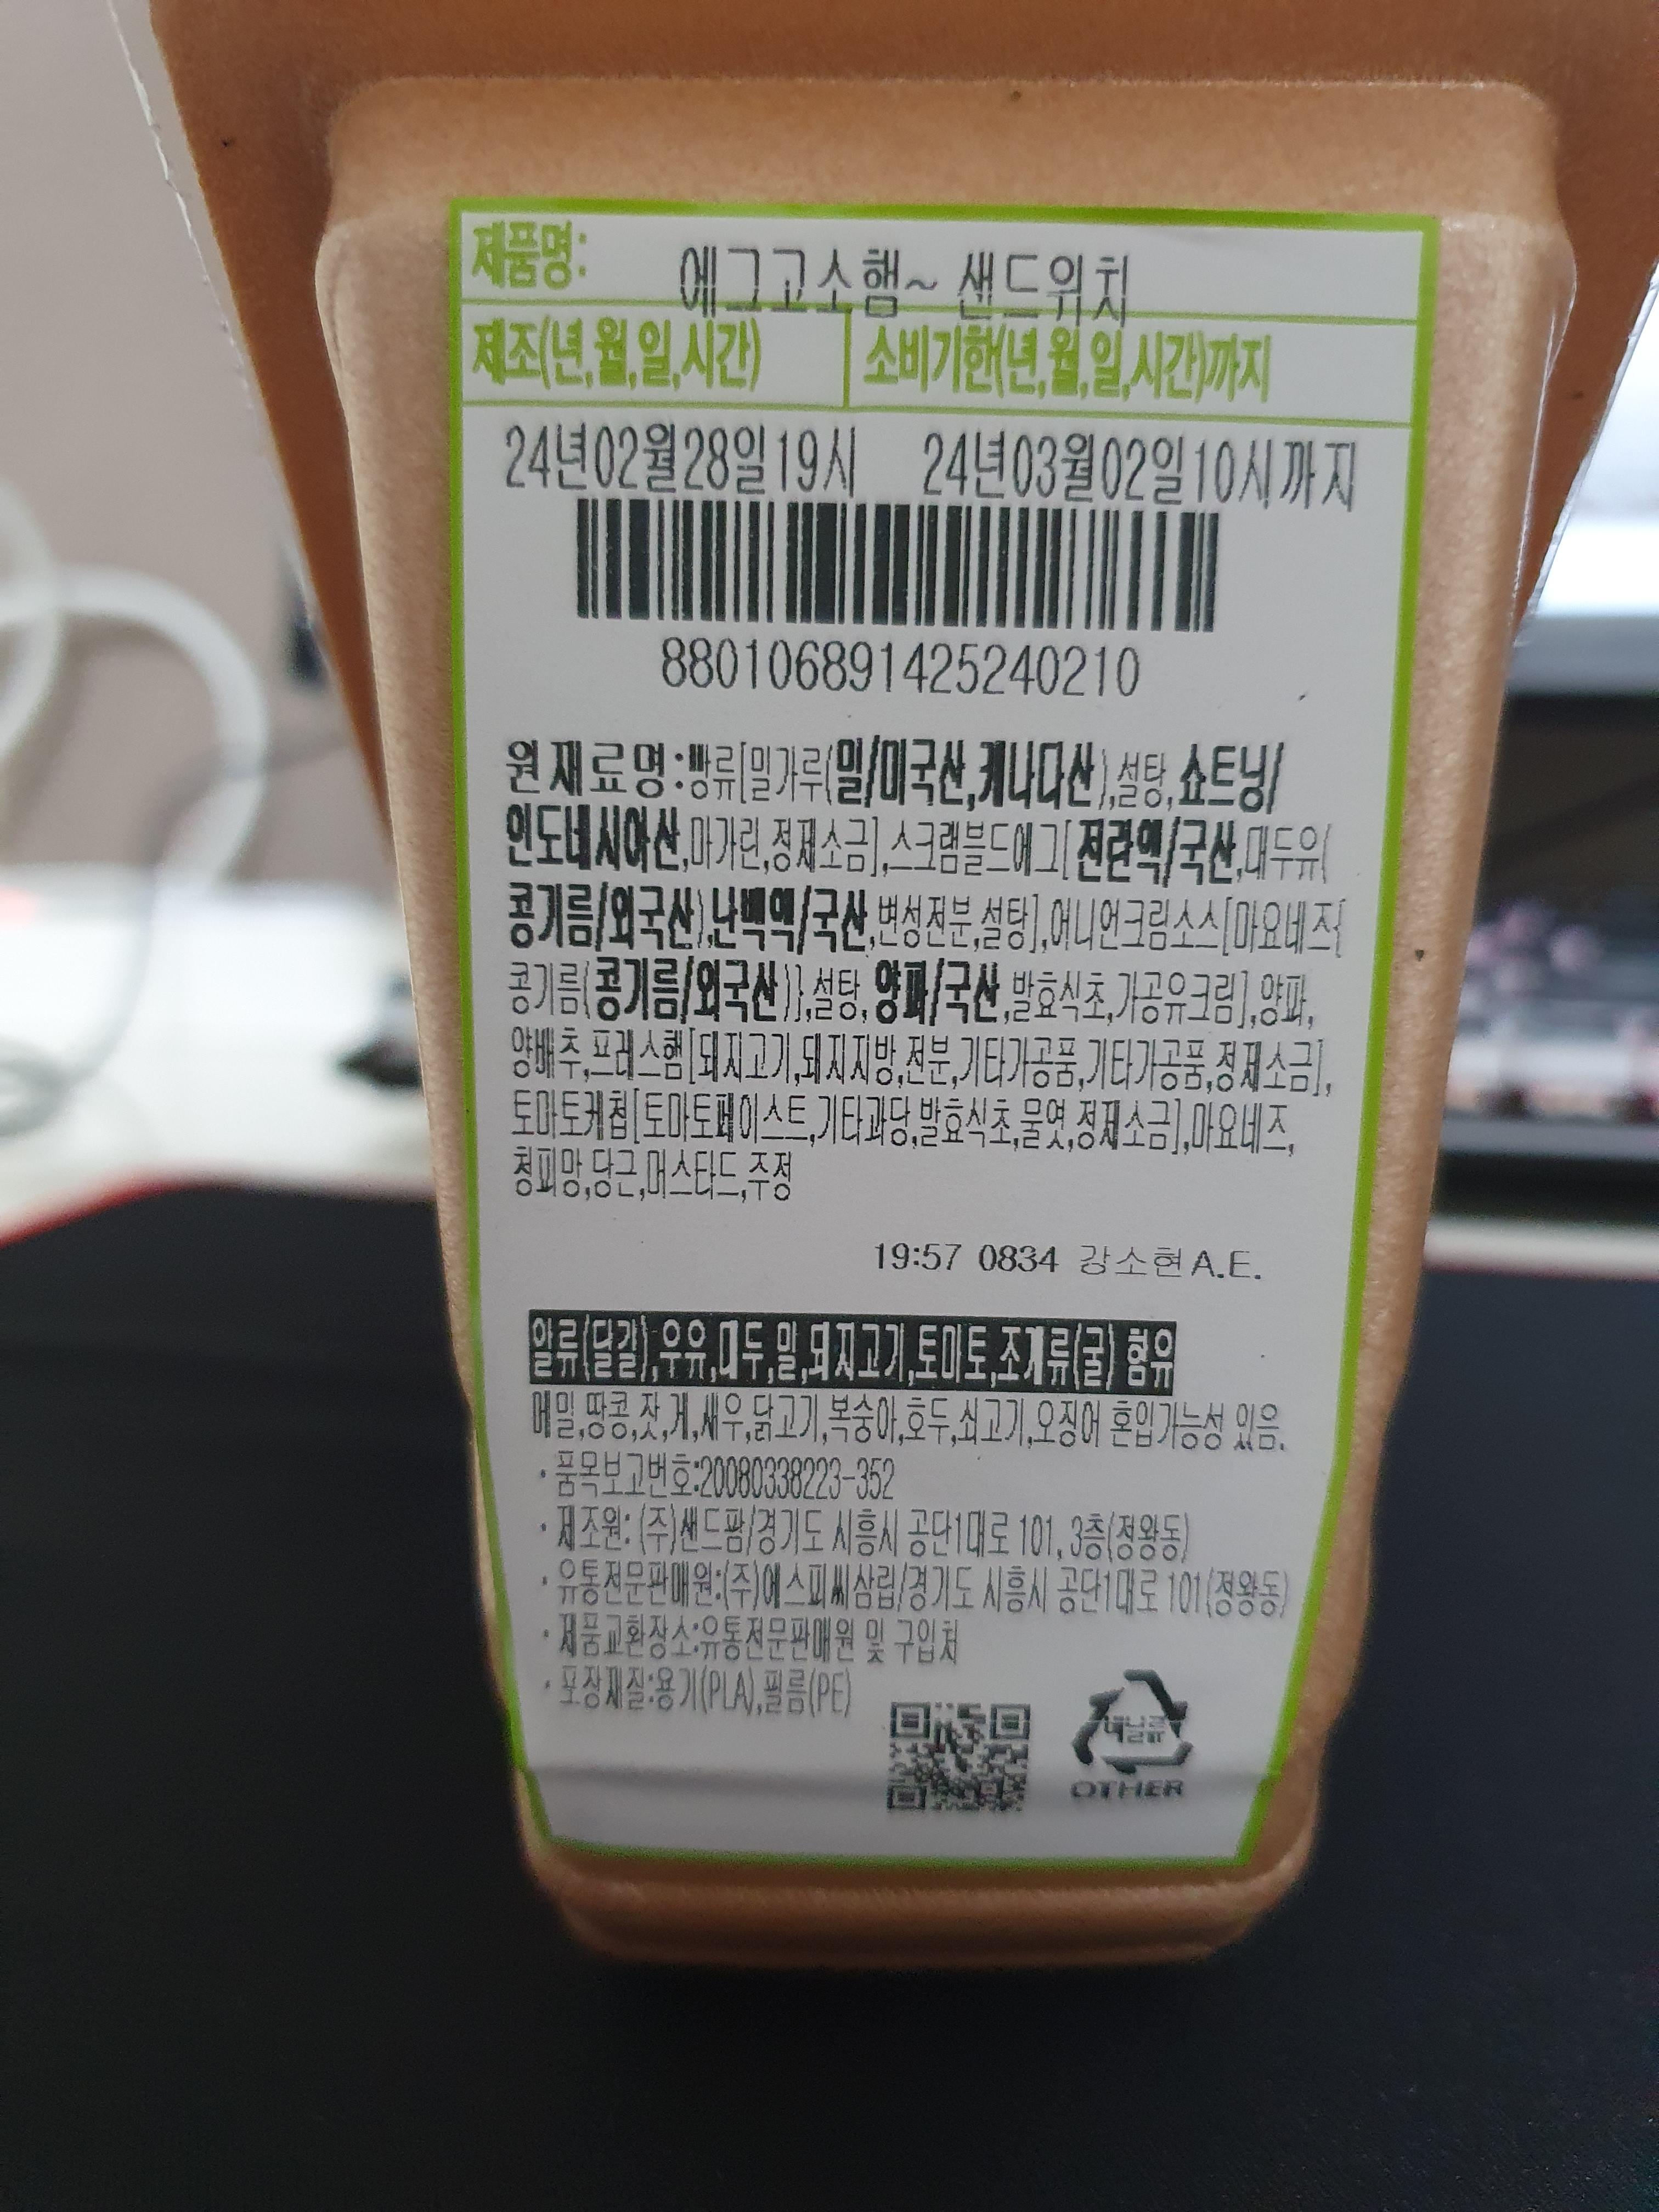 제품명: 에그고소햄~ 샌드위치
제조(년,월,일,시간) 소비기한(년,월,일,시간)까지
24년02월28일19시 24년03월02일10시까지
880106891425240210
원재료명:빵류[밀가루(밀/미국산,캐나다산),설탕,쇼트닝/
인도네시아산,마가린,정제소금],스크램블드에그[전란액/국산,대두유(
콩기름/외국산),난백액/국산,변성전분,설탕],어니언크림소스[마요네즈{
콩기름(콩기름/외국산)},설탕,양파/국산,발효식초,가공유크림],양파,
양배추,프레스햄[돼지고기,돼지지방,전분,기타가공품,기타가공품,정제소금],
토마토케첩[토마토페이스트,기타과당,발효식초,물엿,정제소금],마요네즈,
청피망,당근,머스타드,주정
19:57 0834 강소현A.E.
알류(달걀),우유,대두,밀,돼지고기,토마토,조개류(굴) 함유
메밀,땅콩,잣,게,새우,닭고기,복숭아,호두,쇠고기,오징어 혼입가능성 있음.
·품목보고번호:20080338223-352
·제조원: (주)샌드팜/경기도 시흥시 공단1대로 101, 3층(정왕동)
·유통전문판매원:(주)에스피씨삼립/경기도 시흥시 공단1대로 101(정왕동)
·제품교환장소:유통전문판매원 및 구입처
·포장재질:용기(PLA),필름(PE)
비닐류
OTHER